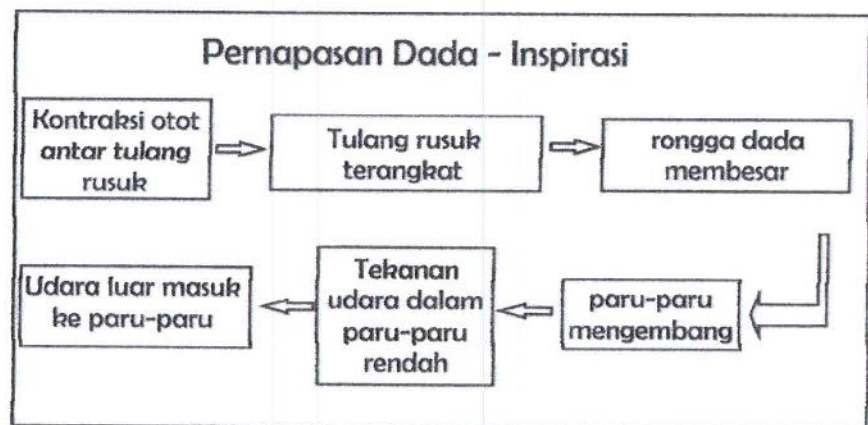 Pernapasan Dada - Inspirasi
Kontraksi otot
antar tulang
rusuk
Tulang rusuk
terangkat
rongga dada
membesar
paru-paru
mengembang
Tekanan
udara dalam
paru-paru
rendah
Udara luar masuk
ke paru-paru